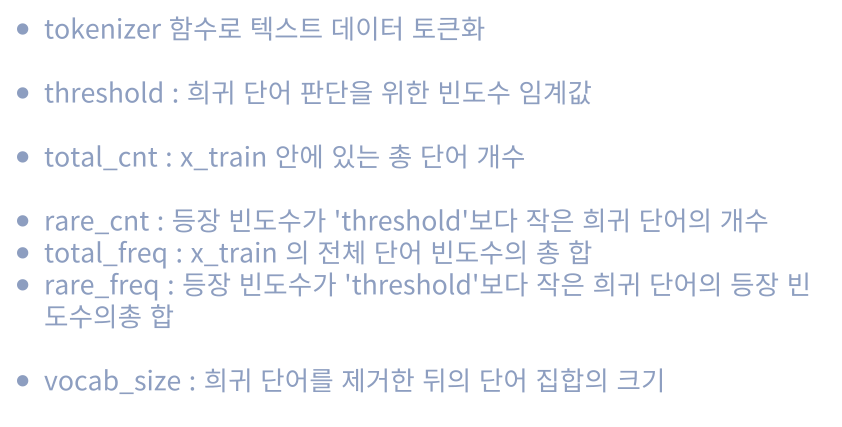 • tokenizer 함수로 텍스트 데이터 토큰화
• threshold : 희귀 단어 판단을 위한 빈도수 임계값
• total_cnt : x_train 안에 있는 총 단어 개수
• rare_cnt : 등장 빈도수가 'threshold'보다 작은 희귀 단어의 개수
• total_freq : x_train 의 전체 단어 빈도수의 총 합
• rare_freq : 등장 빈도수가 'threshold'보다 작은 희귀 단어의 등장 빈
도수의총 합
• vocab_size : 희귀 단어를 제거한 뒤의 단어 집합의 크기